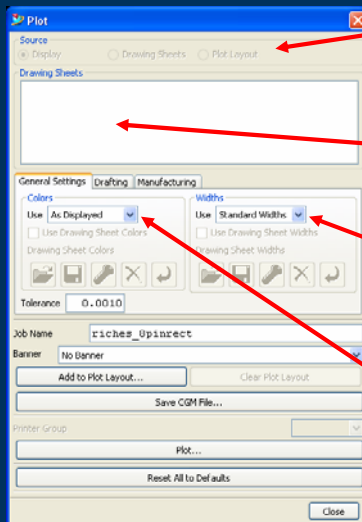 Plot
Source
Display Drawing Sheets Plot Layout
Drawing Sheets
General Settings Drafting Manufacturing
Colors Widths
Use As Displayed Use Standard Widths
Use Drawing Sheet Colors Use Drawing Sheet Widths
Drawing Sheet Colors Drawing Sheet Widths
Tolerance 0.0010
Job Name riches_0pinrect
Banner No Banner
Add to Plot Layout... Clear Plot Layout
Save CGM File...
Printer Group
Plot...
Reset All to Defaults
Close